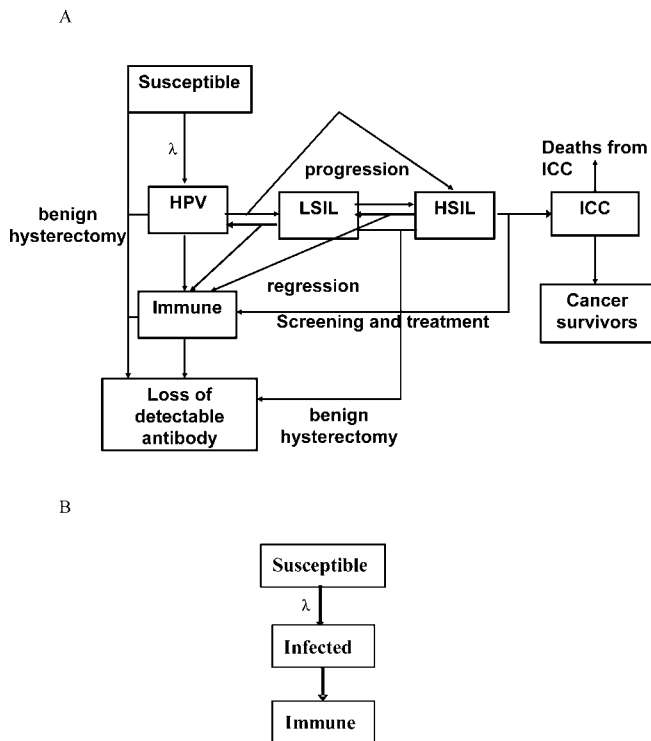 A
Susceptible
λ
Deaths from
ICC
progression
HPV
LSIL
HSIL
ICC
benign
hysterectomy
regression
Immune
Cancer
survivors
Screening and treatment
Loss of
detectable
antibody
benign
hysterectomy
B
Susceptible
λ
Infected
Immune